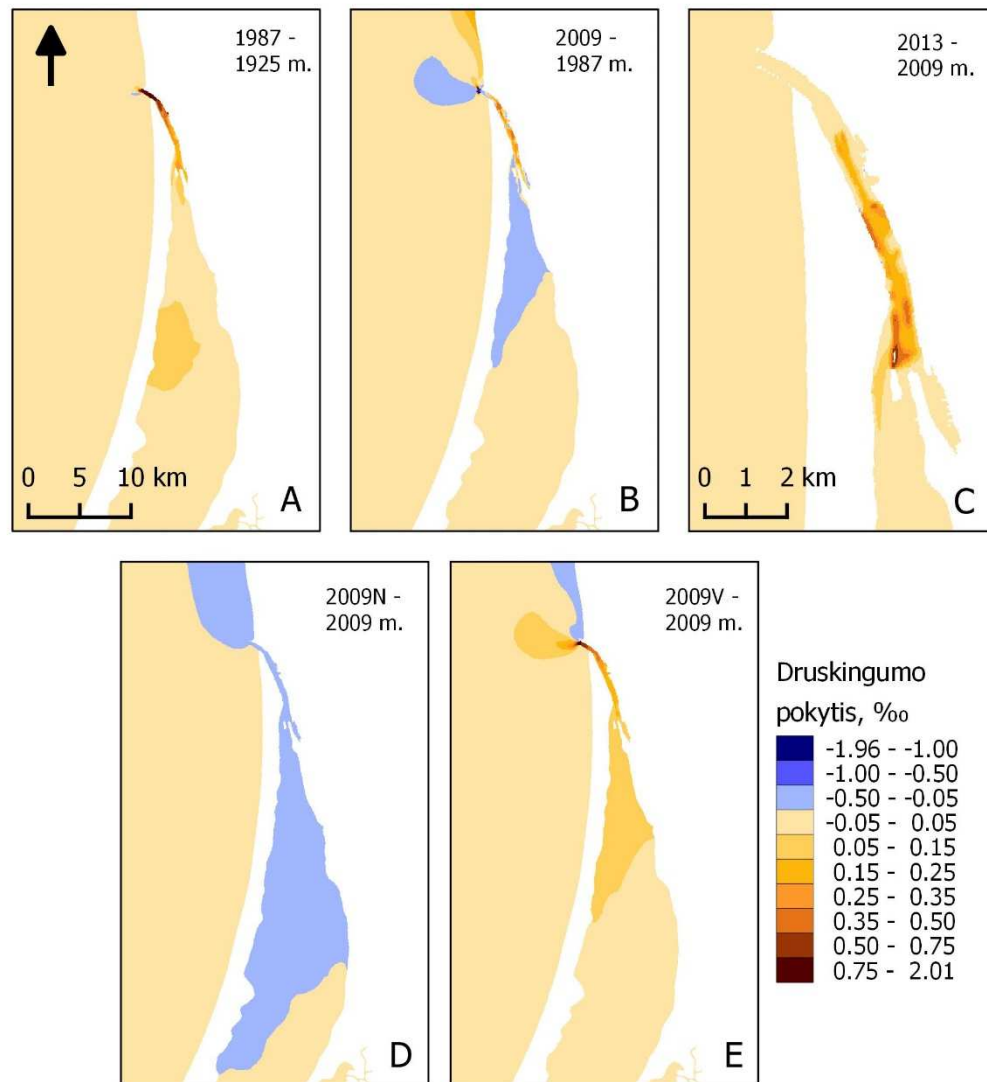 1987 -
1925 m.
0 5 10 km
A
2009 -
1987 m.
B
2013 -
2009 m.
0 1 2 km
C
2009N -
2009 m.
D
2009V -
2009 m.
E
Druskingumo
pokytis, ‰
-1.96 - -1.00
-1.00 - -0.50
-0.50 - -0.05
-0.05 - 0.05
0.05 - 0.15
0.15 - 0.25
0.25 - 0.35
0.35 - 0.50
0.50 - 0.75
0.75 - 2.01